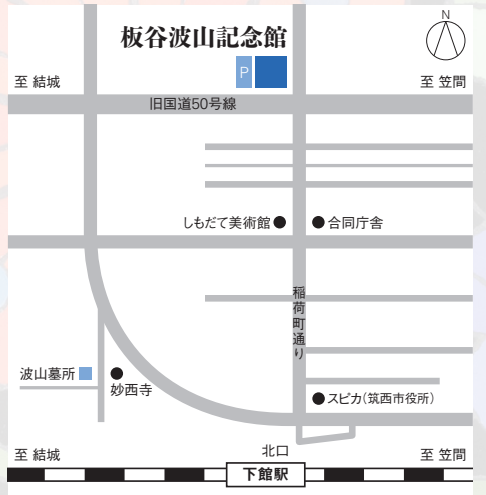 N
板谷波山記念館
P
至 結城
至 笠間
旧国道50号線
しもだて美術館
合同庁舎
稲荷町通り
波山墓所
妙西寺
スピカ(筑西市役所)
至 結城
北口
至 笠間
下館駅